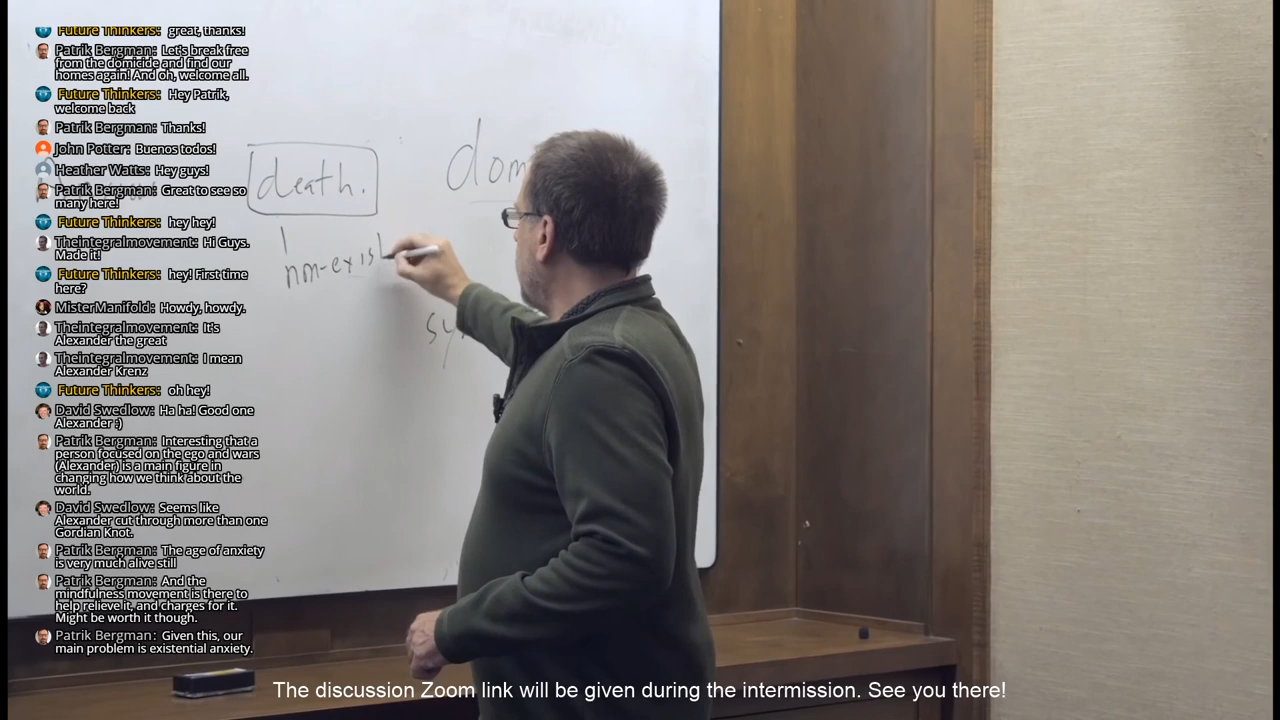 Future Thinkers: great, thanks!
Patrik Bergman: Let's break free
from the domicide and find our
homes again! And oh, welcome all.
Future Thinkers: Hey Patrik,
welcome back
Patrik Bergman: Thanks!
John Potter: Buenos todos!
Heather Watts: Hey guys!
Patrik Bergman: Great to see so
many here!
Future Thinkers: hey hey!
Theintegralmovement: Hi Guys.
Made it!
Future Thinkers: hey! First time
here?
MisterManifold: Howdy, howdy.
Theintegralmovement: It's
Alexander the great
Theintegralmovement: I mean
Alexander Krenz
Future Thinkers: oh hey!
David Swedlow: Ha ha! Good one
Alexander :)
Patrik Bergman: Interesting that a
person focused on the ego and wars
(Alexander) is a main figure in
changing how we think about the
world.
David Swedlow: Seems like
Alexander cut through more than one
Gordian Knot.
Patrik Bergman: The age of anxiety
is very much alive still
Patrik Bergman: And the
mindfulness movement is there to
help relieve it, and charges for it.
Might be worth it though.
Patrik Bergman: Given this, our
main problem is existential anxiety.
death.
dom
non-exist
sy
The discussion Zoom link will be given during the intermission. See you there!